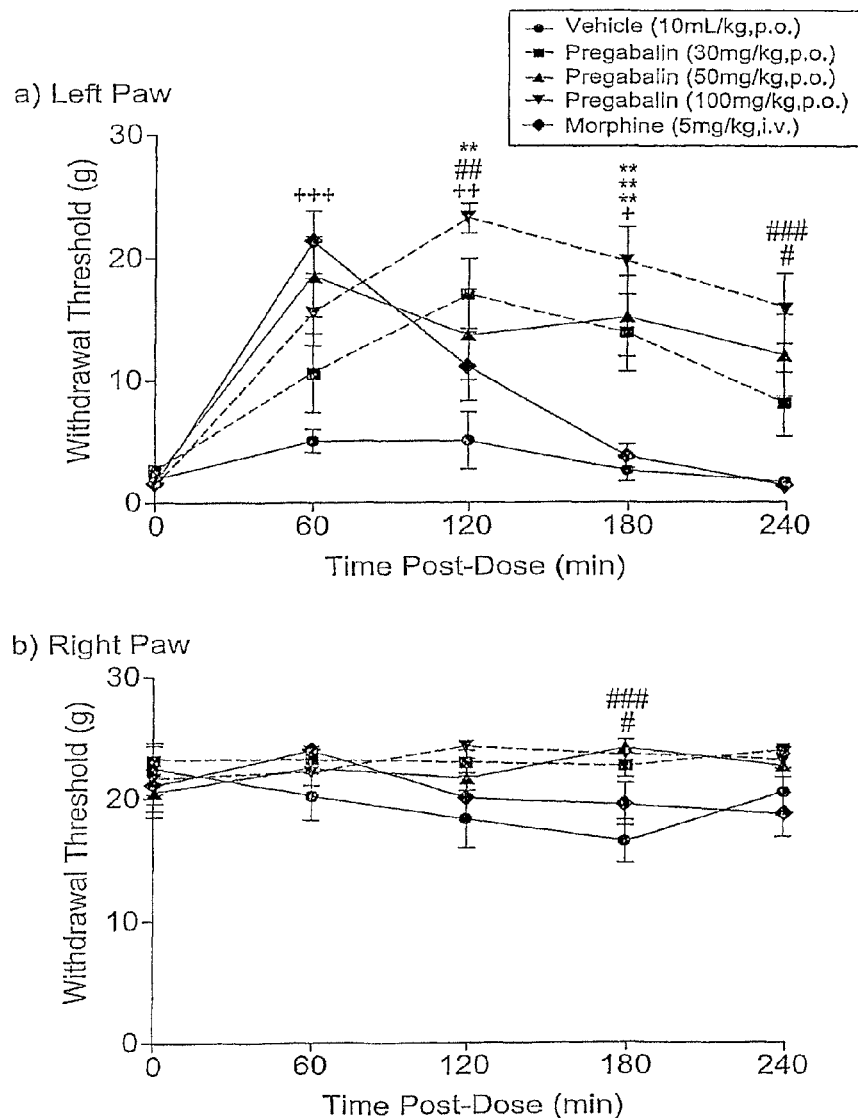 Vehicle (10mL/kg,p.o.)
Pregabalin (30mg/kg,p.o.)
Pregabalin (50mg/kg,p.o.)
Pregabalin (100mg/kg,p.o.)
Morphine (5mg/kg,i.v.)
a) Left Paw
Withdrawal Threshold (g)
30
20
10
0
+++
**
##
++
**
**
**
+
###
#
0 60 120 180 240
Time Post-Dose (min)
b) Right Paw
Withdrawal Threshold (g)
30
20
10
0
###
#
0 60 120 180 240
Time Post-Dose (min)